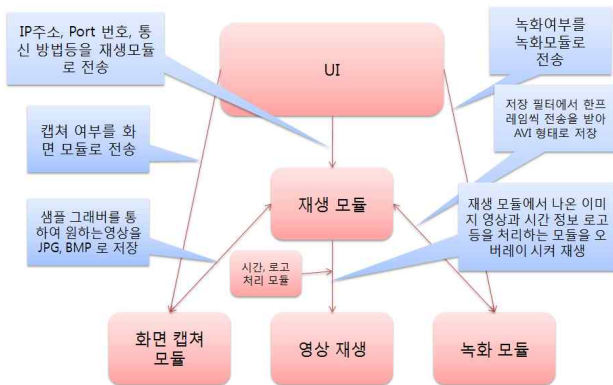 IP주소, Port 번호, 통
신 방법등을 재생모듈
로 전송
UI
녹화여부를
녹화모듈로
전송
캡쳐 여부를 화
면 모듈로 전송
저장 필터에서 한프
레임씩 전송을 받아
AVI 형태로 저장
샘플 그래버를 통
하여 원하는영상을
JPG, BMP 로 저장
재생 모듈
재생 모듈에서 나온 이미
지 영상과 시간 정보 로고
등을 처리하는 모듈을 오
버레이 시켜 재생
시간, 로고
처리 모듈
화면 캡쳐
모듈
영상 재생
녹화 모듈